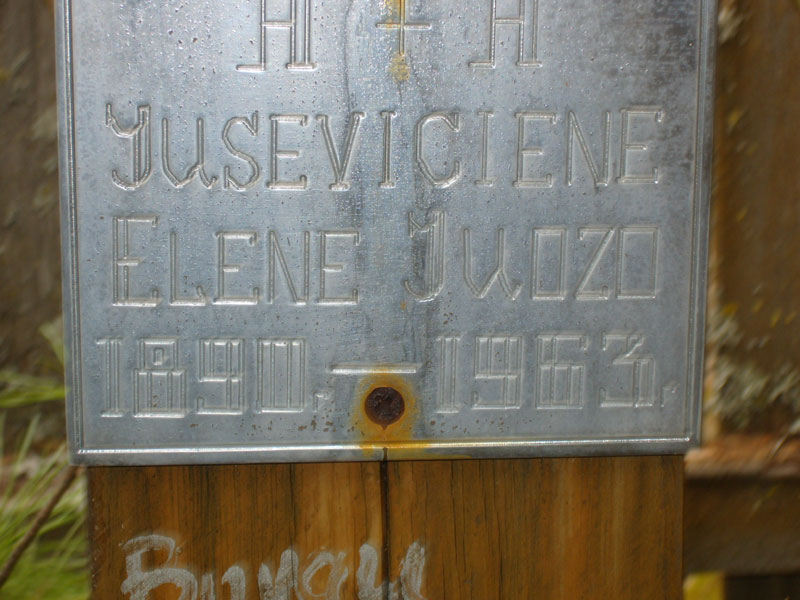 A + A
JUSEVICIENE
ELENE JUOZO
1890. — 1963.